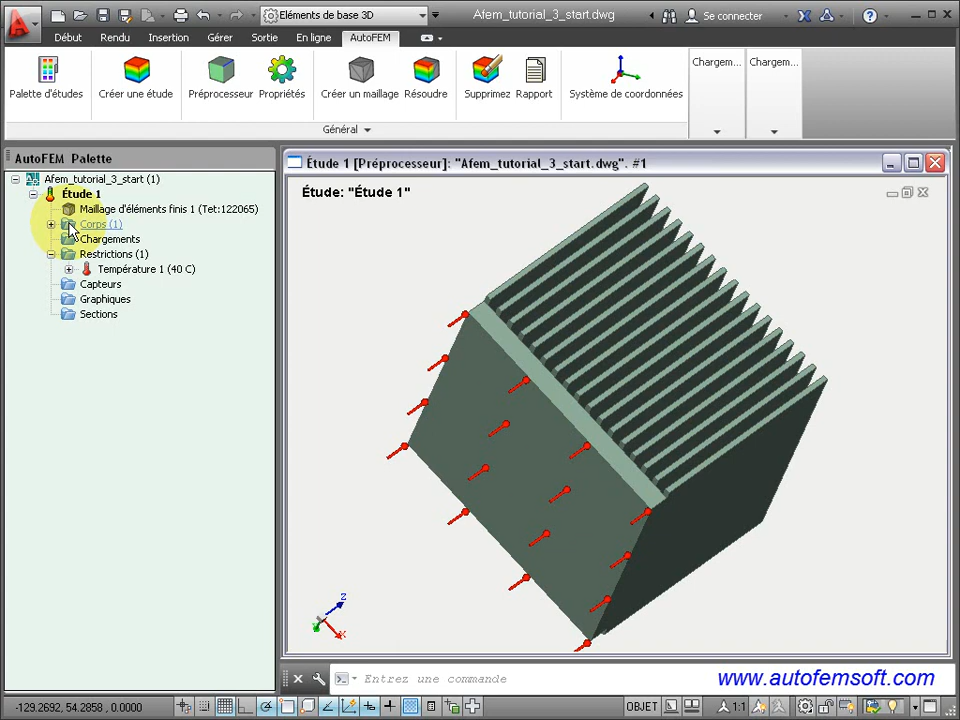 Eléments de base 3D
Afem_tutorial_3_start.dwg
Se connecter
Début Rendu Insertion Gérer Sortie En ligne AutoFEM
Palette d'études Créer une étude Préprocesseur Propriétés Créer un maillage Résoudre Supprimez Rapport Système de coordonnées Chargem... Chargem...
Général
AutoFEM Palette
Afem_tutorial_3_start (1)
Étude 1
Maillage d'éléments finis 1 (Tet:122065)
Corps (1)
Chargements
Restrictions (1)
Température 1 (40 C)
Capteurs
Graphiques
Sections
Étude 1 [Préprocesseur]: "Afem_tutorial_3_start.dwg". #1
Étude: "Étude 1"
Z
X
Entrez une commande
www.autofemsoft.com
-129.2692, 54.2858, 0.0000
OBJET
1:1